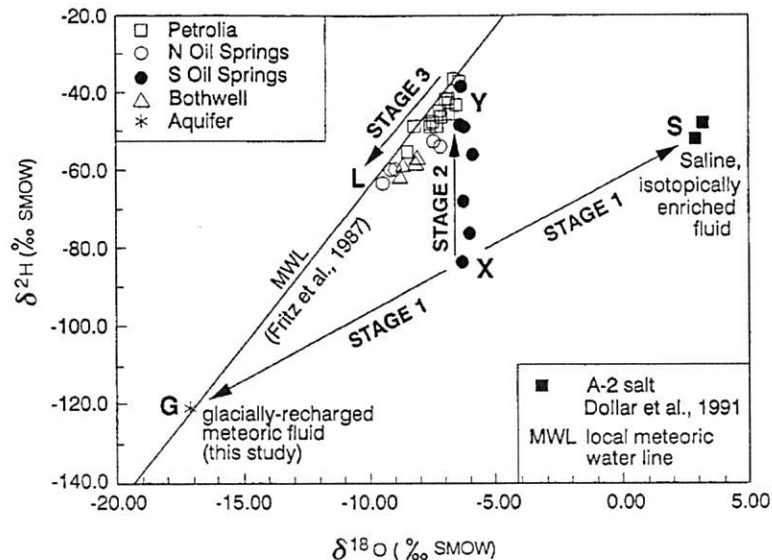 -20.0
-40.0
-60.0
-80.0
-100.0
-120.0
-140.0
δ²H (‰ SMOW)
Petrolia
N Oil Springs
S Oil Springs
Bothwell
Aquifer
STAGE 3
Y
L
STAGE 2
S
Saline,
isotopically
enriched
fluid
STAGE 1
X
MWL
(Fritz et al., 1987)
STAGE 1
G
glacially-recharged
meteoric fluid
(this study)
A-2 salt
Dollar et al., 1991
MWL local meteoric
water line
-20.00 -15.00 -10.00 -5.00 0.00 5.00
δ¹⁸O (‰ SMOW)